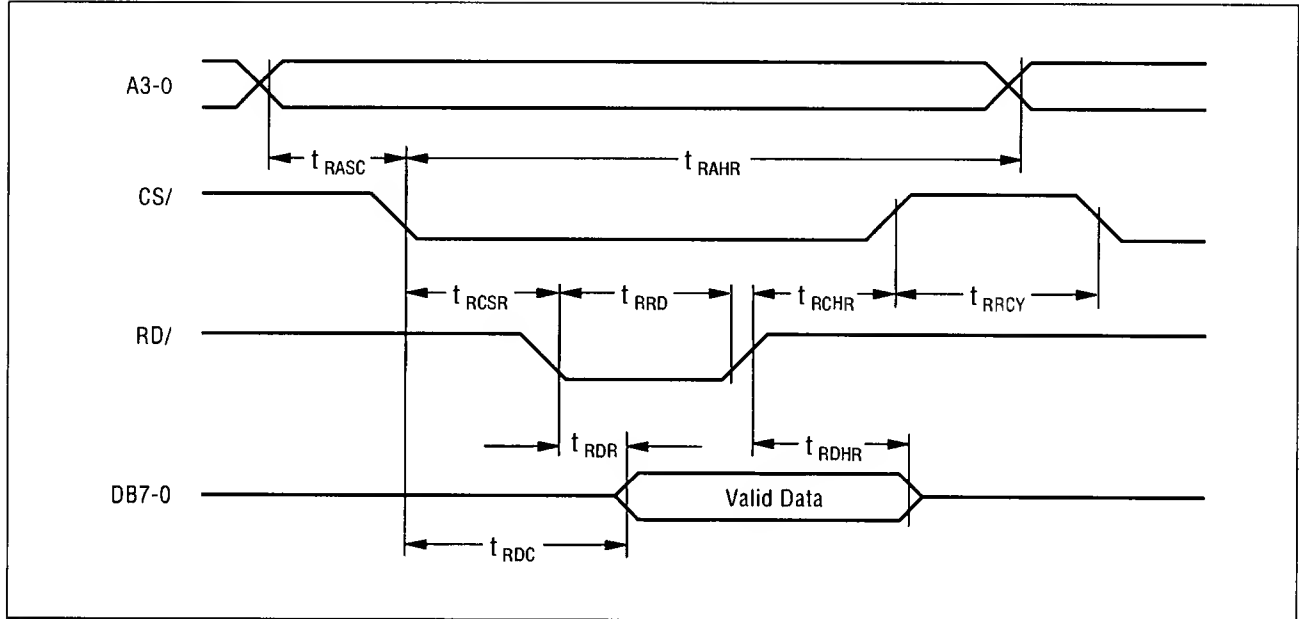 A3-0
t RASC
t RAHR
CS/
t RCSR
t RRD
t RCHR
t RRCY
RD/
t RDR
t RDHR
DB7-0
Valid Data
t RDC